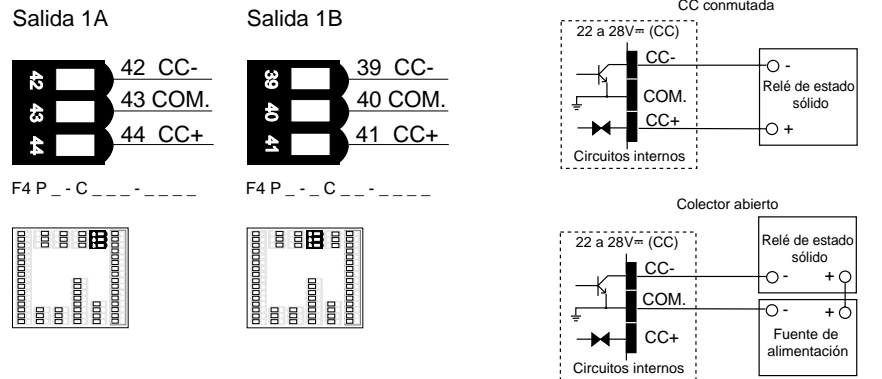 Salida 1A
42
43
44
42 CC-
43 COM.
44 CC+
F4 P _ - C _ _ _ - _ _ _ _
Salida 1B
39
40
41
39 CC-
40 COM.
41 CC+
F4 P _ - _ C _ _ - _ _ _ _
CC conmutada
22 a 28V⎓ (CC)
CC-
COM.
CC+
Circuitos internos
-
Relé de estado
sólido
+
Colector abierto
22 a 28V⎓ (CC)
CC-
COM.
CC+
Circuitos internos
Relé de estado
sólido
- +
- +
Fuente de
alimentación